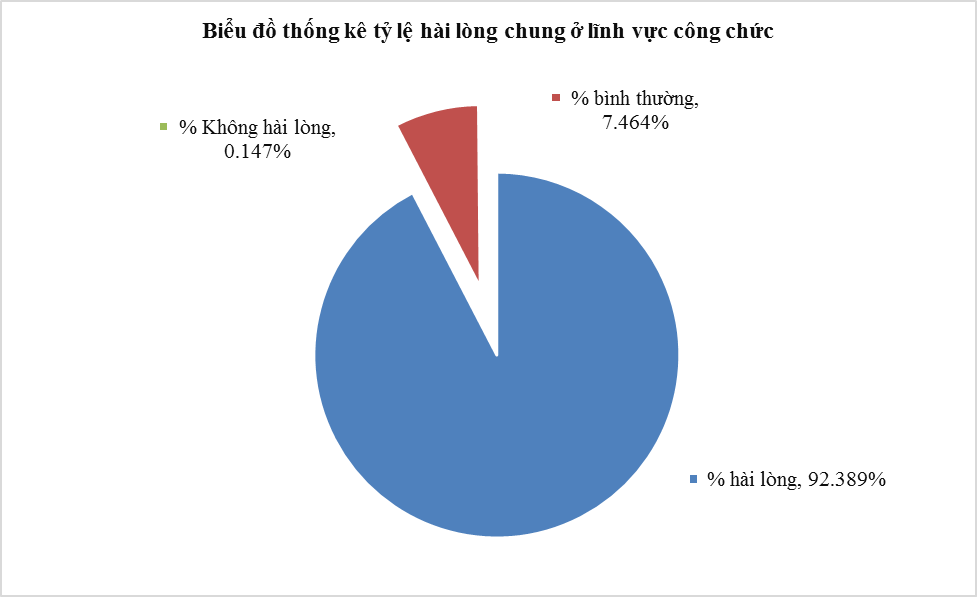 Biểu đồ thống kê tỷ lệ hài lòng chung ở lĩnh vực công chức
% bình thường,
7.464%
% Không hài lòng,
0.147%
% hài lòng, 92.389%